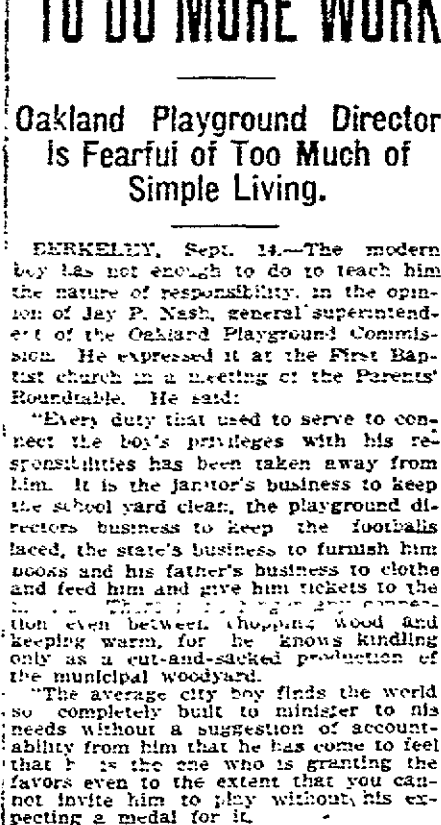 TO DO MORE WORK
Oakland Playground Director
Is Fearful of Too Much of
Simple Living.
BERKELEY, Sept. 14.—The modern
boy has not enough to do to teach him
the nature of responsibility, in the opin-
ion of Jay P. Nash, general superintend-
ent of the Oakland Playground Commis-
sion. He expressed it at the First Bap-
tist church in a meeting of the Parents'
Roundtable. He said:
"Every duty that used to serve to con-
nect the boy's privileges with his re-
sponsibilities has been taken away from
him. It is the janitor's business to keep
the school yard clean, the playground di-
rectors business to keep the footballs
laced, the state's business to furnish him
books and his father's business to clothe
and feed him and give him tickets to the
connec-
tion even between chopping wood and
keeping warm, for he knows kindling
only as a cut-and-sacked production of
the municipal woodyard.
"The average city boy finds the world
so completely built to minister to his
needs without a suggestion of account-
ability from him that he has come to feel
that he is the one who is granting the
favors even to the extent that you can-
not invite him to play without his ex-
pecting a medal for it.